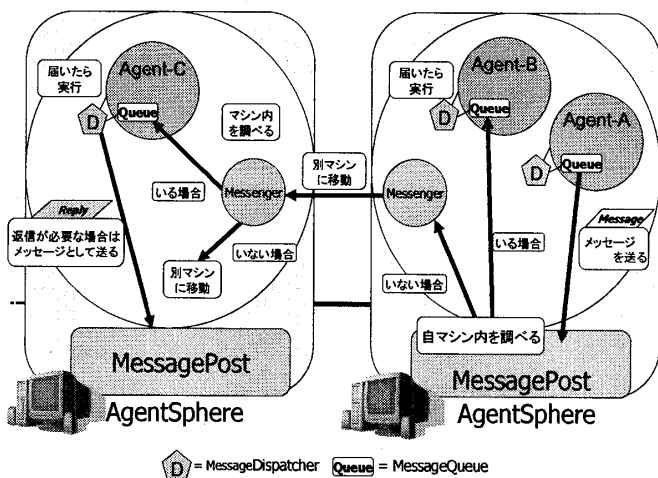 届いたら
実行
Agent-C
D
Queue
マシン内
を調べる
いる場合
Messenger
Reply
返信が必要な場合は
メッセージとして送る
いない場合
別マシン
に移動
MessagePost
AgentSphere
別マシン
に移動
届いたら
実行
Agent-B
D
Queue
Agent-A
D
Queue
Messenger
Message
メッセージ
を送る
いる場合
いない場合
自マシン内を調べる
MessagePost
AgentSphere
D = MessageDispatcher
Queue = MessageQueue